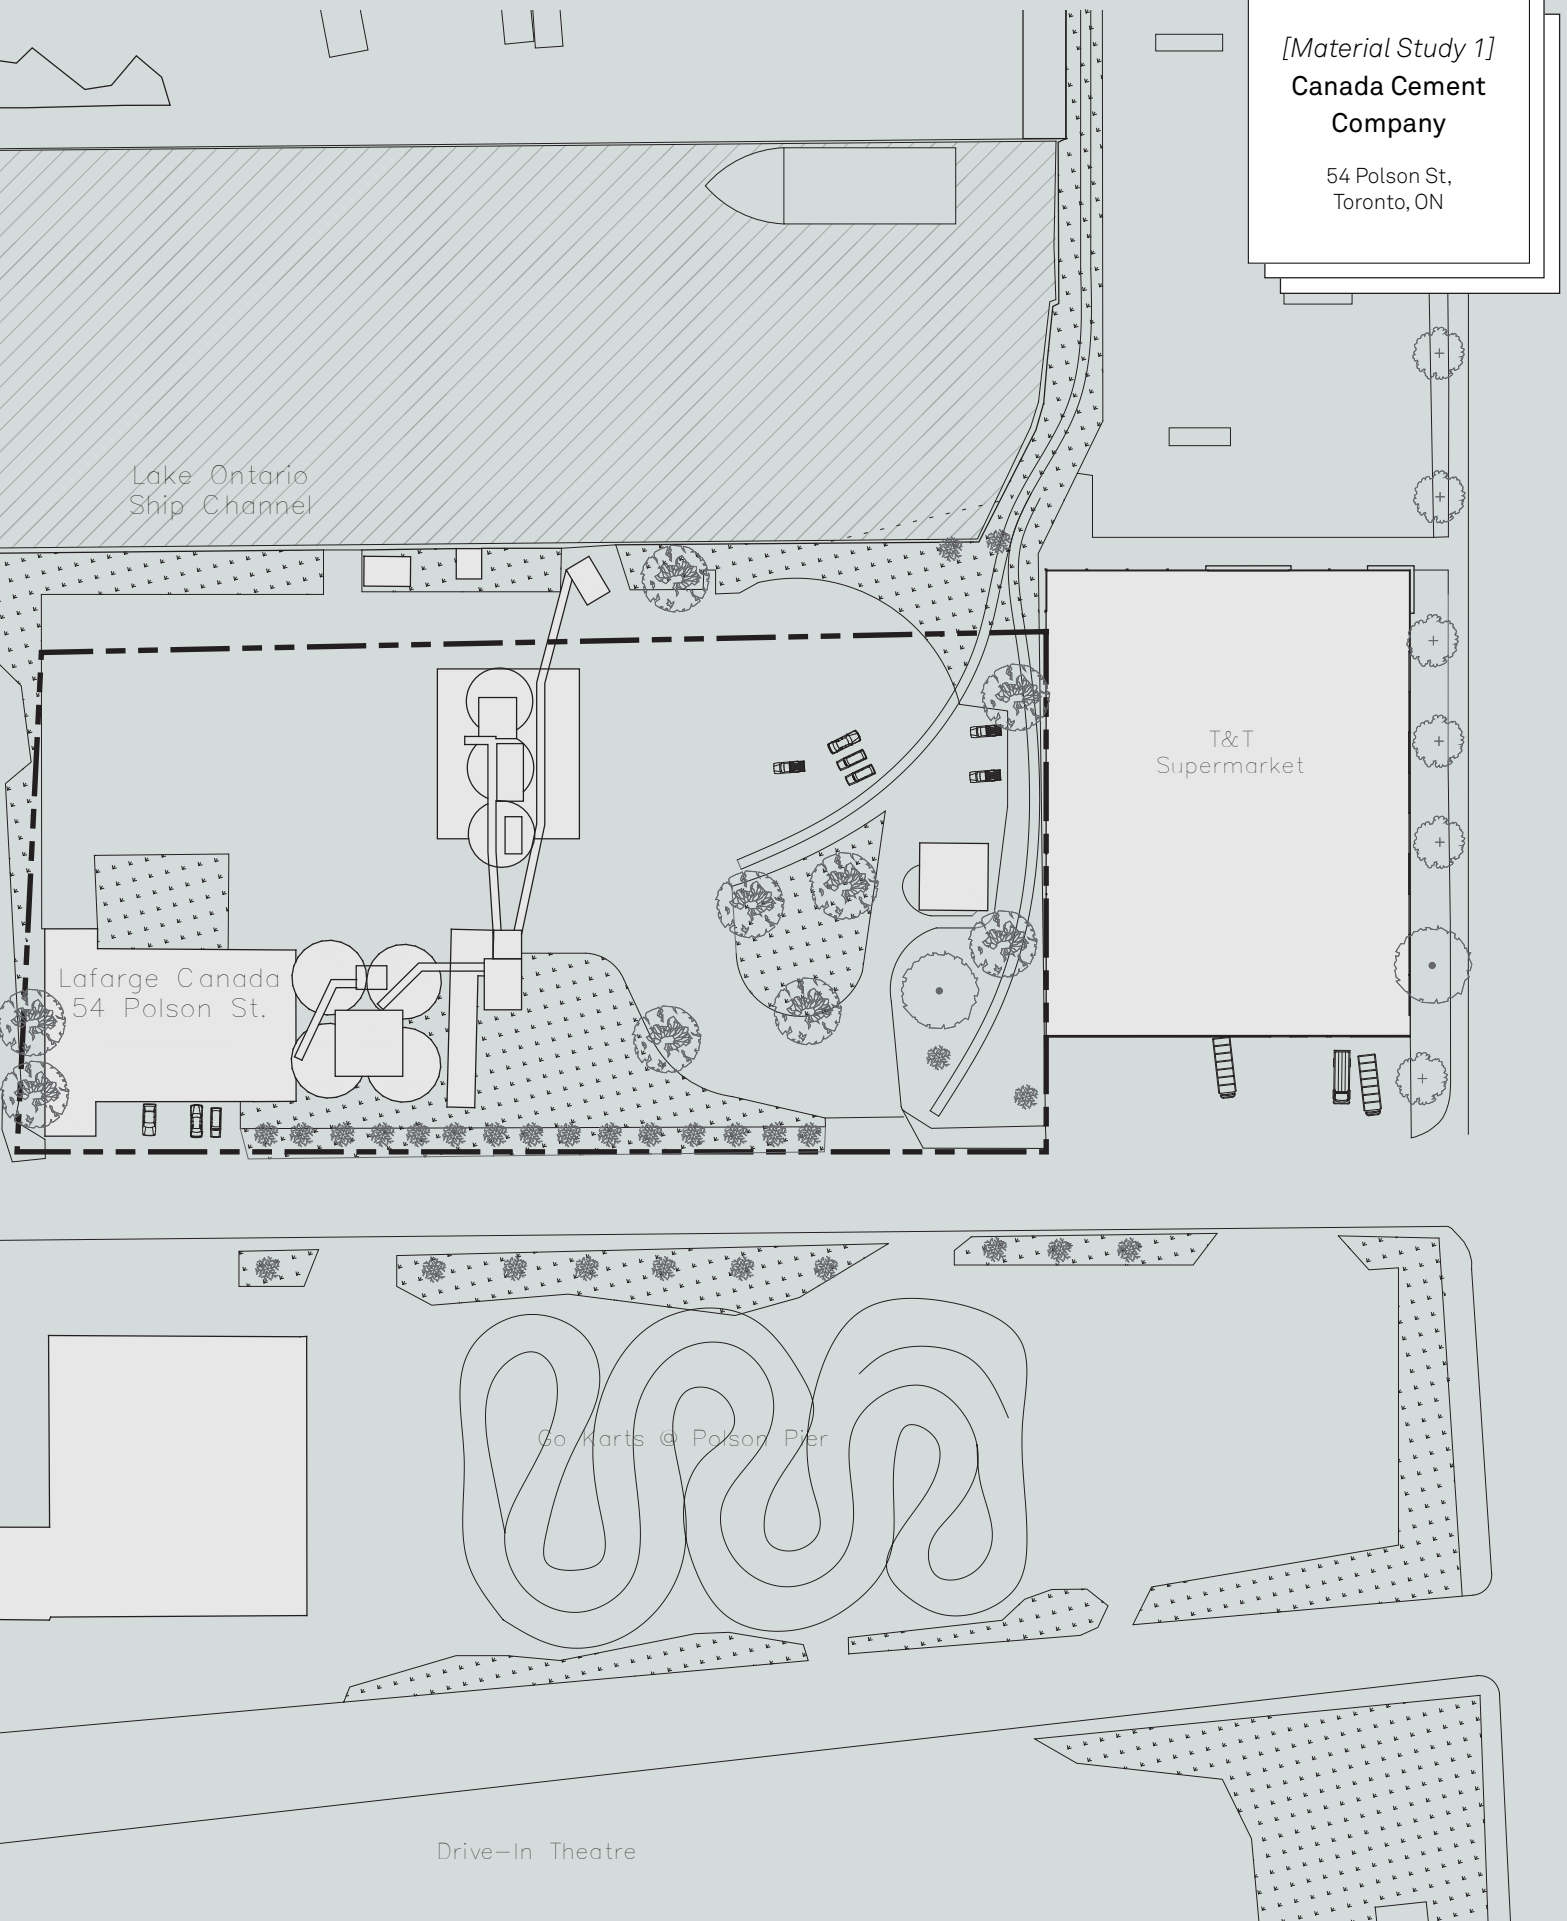 [Material Study 1]
Canada Cement
Company
54 Polson St,
Toronto, ON
Lake Ontario
Ship Channel
T&T
Supermarket
Lafarge Canada
54 Polson St.
Go Karts @ Polson Pier
Drive-In Theatre